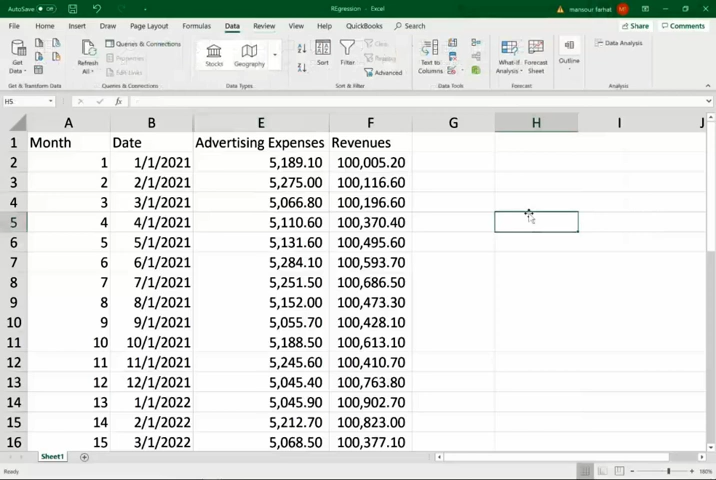 AutoSave Off REgression - Excel mansour farhat MF
File Home Insert Draw Page Layout Formulas Data Review View QuickBooks Search Share Comments
Get Data Refresh All Queries & Connections Properties Edit Links Stocks Geography Sort Filter Clear Reapply Advanced Text to Columns What-If Analysis Forecast Sheet Outline Data Analysis
Get & Transform Data Queries & Connections Data Types Sort & Filter Data Tools Forecast Analysis
H5 fx
A B E F G H I J
1 Month Date Advertising Expenses Revenues
2 1 1/1/2021 5,189.10 100,005.20
3 2 2/1/2021 5,275.00 100,116.60
4 3 3/1/2021 5,066.80 100,196.60
5 4 4/1/2021 5,110.60 100,370.40
6 5 5/1/2021 5,131.60 100,495.60
7 6 6/1/2021 5,284.10 100,593.70
8 7 7/1/2021 5,251.50 100,686.50
9 8 8/1/2021 5,152.00 100,473.30
10 9 9/1/2021 5,055.70 100,428.10
11 10 10/1/2021 5,188.50 100,613.10
12 11 11/1/2021 5,245.60 100,410.70
13 12 12/1/2021 5,045.40 100,763.80
14 13 1/1/2022 5,045.90 100,902.70
15 14 2/1/2022 5,212.70 100,823.00
16 15 3/1/2022 5,068.50 100,377.10
Sheet1
Ready 180%